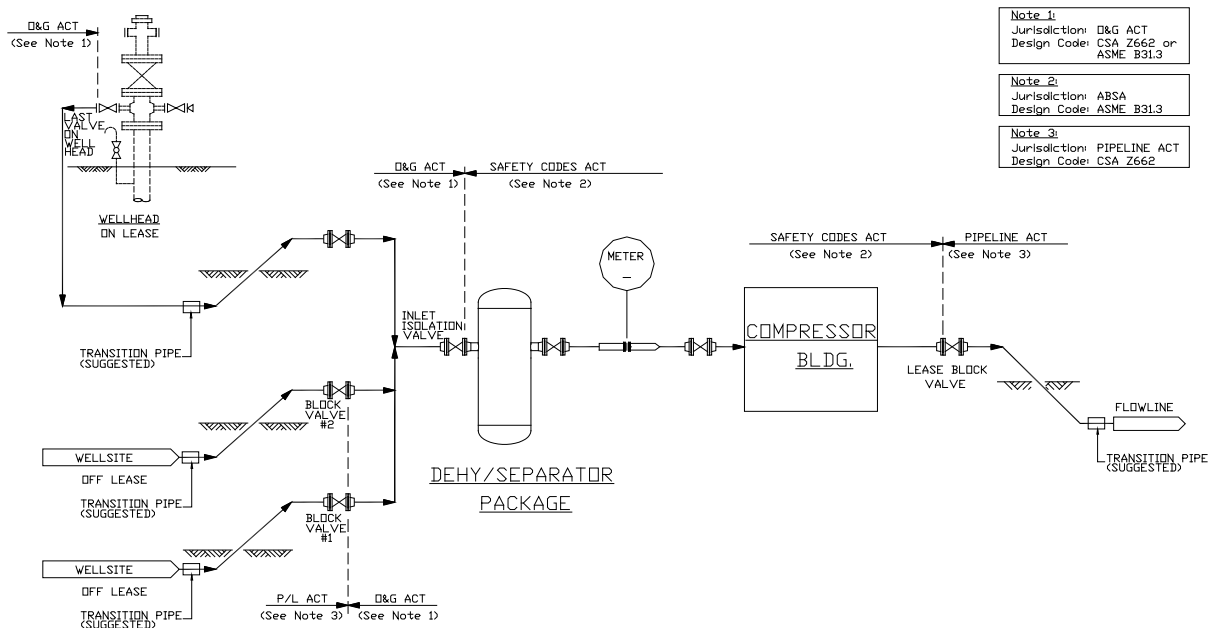 O&G ACT
(See Note 1)
LAST
VALVE
ON
WELL
HEAD
WELLHEAD
ON LEASE
TRANSITION PIPE
(SUGGESTED)
Note 1:
Jurisdiction: O&G ACT
Design Code: CSA Z662 or
ASME B31.3
Note 2:
Jurisdiction: ABSA
Design Code: ASME B31.3
Note 3:
Jurisdiction: PIPELINE ACT
Design Code: CSA Z662
O&G ACT
(See Note 1)
SAFETY CODES ACT
(See Note 2)
INLET
ISOLATION
VALVE
METER
–
SAFETY CODES ACT
(See Note 2)
PIPELINE ACT
(See Note 3)
COMPRESSOR
BLDG.
LEASE BLOCK
VALVE
FLOWLINE
TRANSITION PIPE
(SUGGESTED)
DEHY/SEPARATOR
PACKAGE
BLOCK
VALVE
#2
WELLSITE
OFF LEASE
TRANSITION PIPE
(SUGGESTED)
BLOCK
VALVE
#1
WELLSITE
OFF LEASE
TRANSITION PIPE
(SUGGESTED)
P/L ACT
(See Note 3)
O&G ACT
(See Note 1)